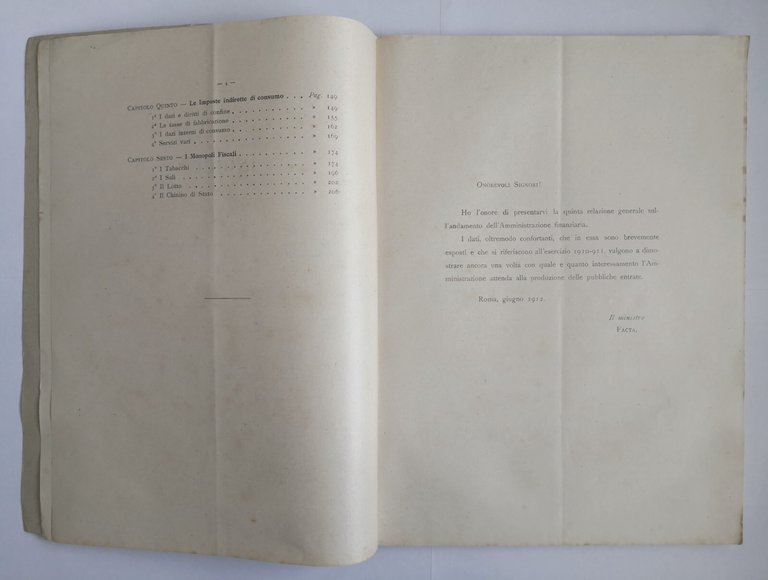 — 2 —
CAPITOLO QUINTO — Le Imposte indirette di consumo . . . Pag. 149
1° I dazi e diritti di confine . . . . . . . . . . . » 149
2° Le tasse di fabbricazione . . . . . . . . . . . » 155
3° I dazi interni di consumo . . . . . . . . . . . » 162
4° Servizi vari . . . . . . . . . . . . . . . . » 169
CAPITOLO SESTO — I Monopoli Fiscali . . . . . . . . . . » 174
1° I Tabacchi . . . . . . . . . . . . . . . . » 174
2° I Sali . . . . . . . . . . . . . . . . . . » 196
3° Il Lotto . . . . . . . . . . . . . . . . . » 202
4° Il Chinino di Stato . . . . . . . . . . . . . » 206
ONOREVOLI SIGNORI!
Ho l'onore di presentarvi la quinta relazione generale sul-
l'andamento dell'Amministrazione finanziaria.
I dati, oltremodo confortanti, che in essa sono brevemente
esposti e che si riferiscono all'esercizio 1910-911, valgono a dimo-
strare ancora una volta con quale e quanto interessamento l'Am-
ministrazione attenda alla produzione delle pubbliche entrate.
Roma, giugno 1912.
Il ministro
FACTA.